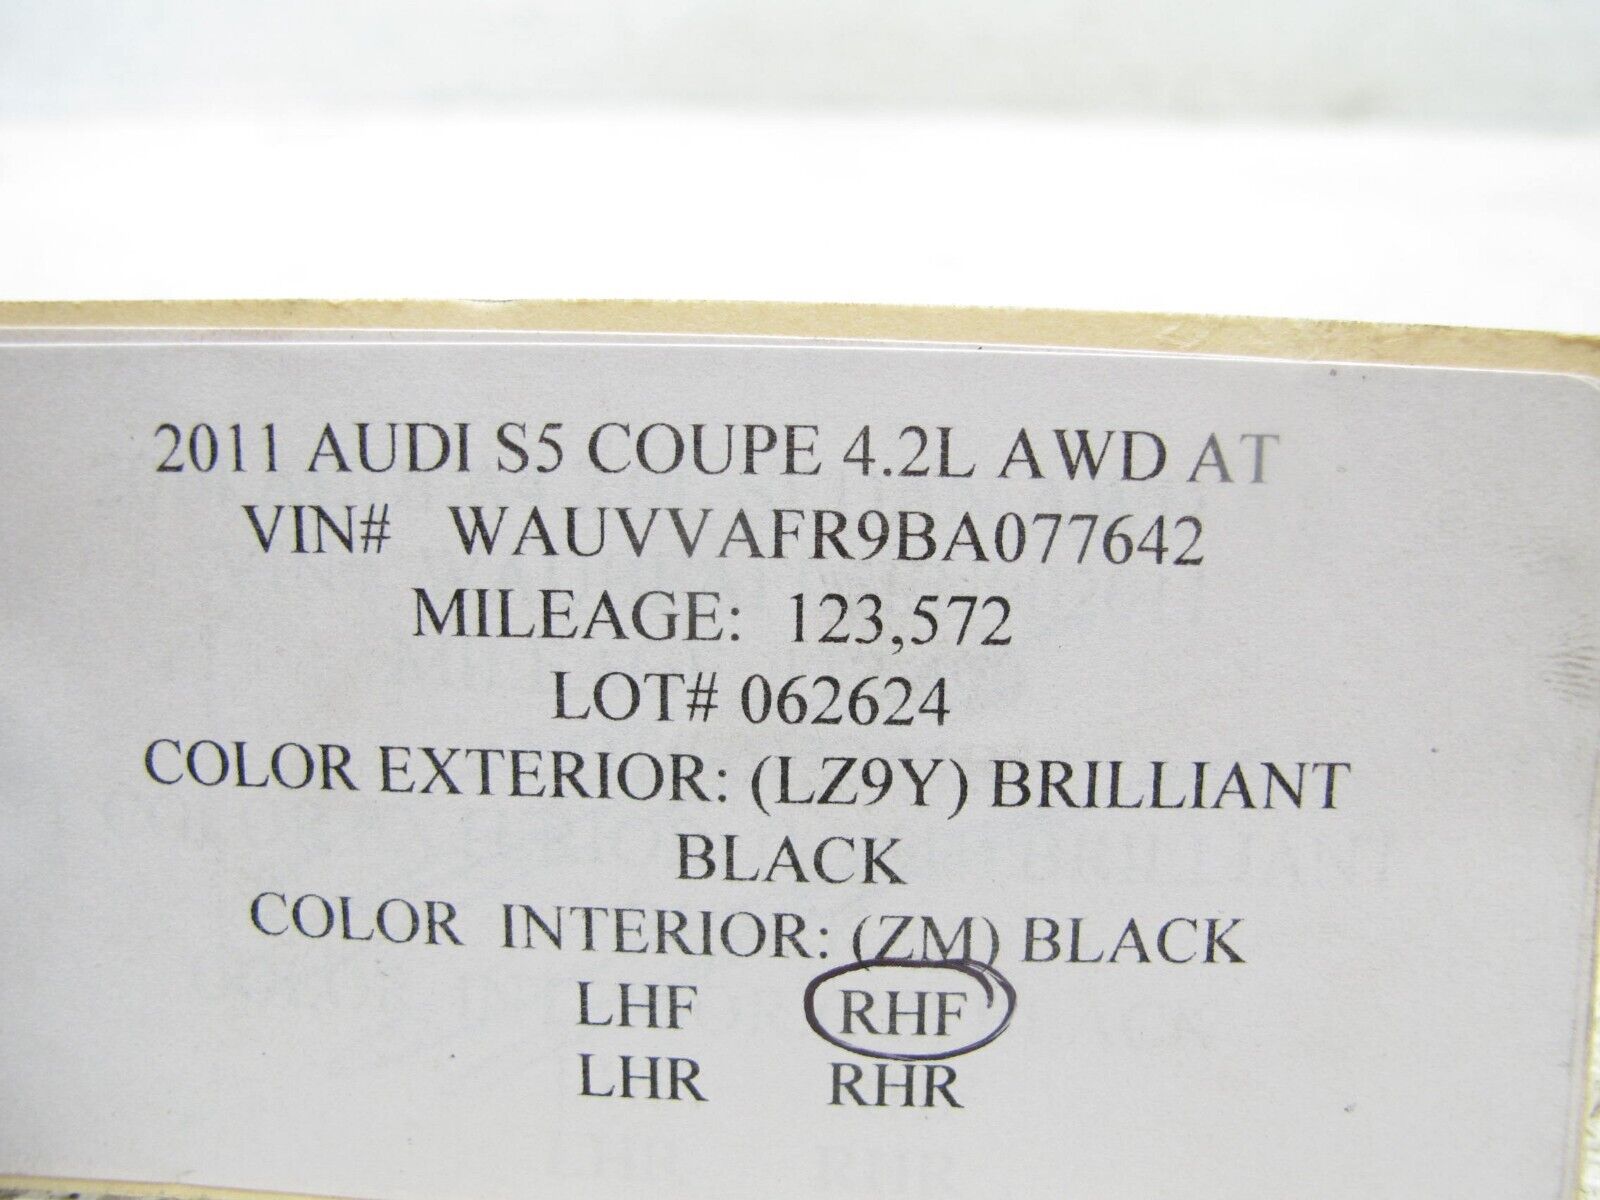 2011 AUDI S5 COUPE 4.2L AWD AT
VIN# WAUVVAFR9BA077642
MILEAGE: 123,572
LOT# 062624
COLOR EXTERIOR: (LZ9Y) BRILLIANT
BLACK
COLOR INTERIOR: (ZM) BLACK
LHF RHF
LHR RHR